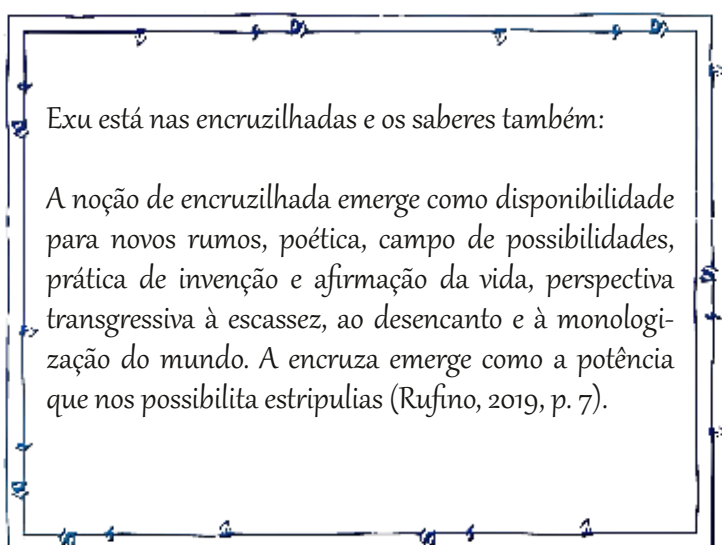 Exu está nas encruzilhadas e os saberes também:
A noção de encruzilhada emerge como disponibilidade
para novos rumos, poética, campo de possibilidades,
prática de invenção e afirmação da vida, perspectiva
transgressiva à escassez, ao desencanto e à monologi-
zação do mundo. A encruza emerge como a potência
que nos possibilita estripulias (Rufino, 2019, p. 7).